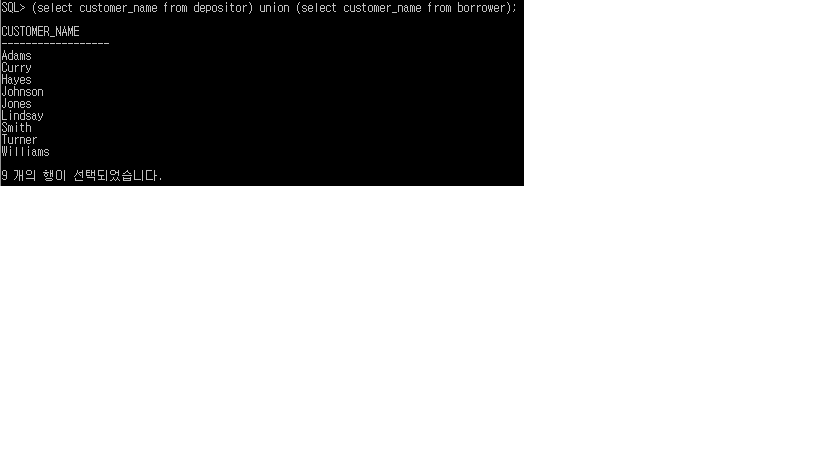 SQL> (select customer_name from depositor) union (select customer_name from borrower);
CUSTOMER_NAME
------------------
Adams
Curry
Hayes
Johnson
Jones
Lindsay
Smith
Turner
Williams
9 개의 행이 선택되었습니다.